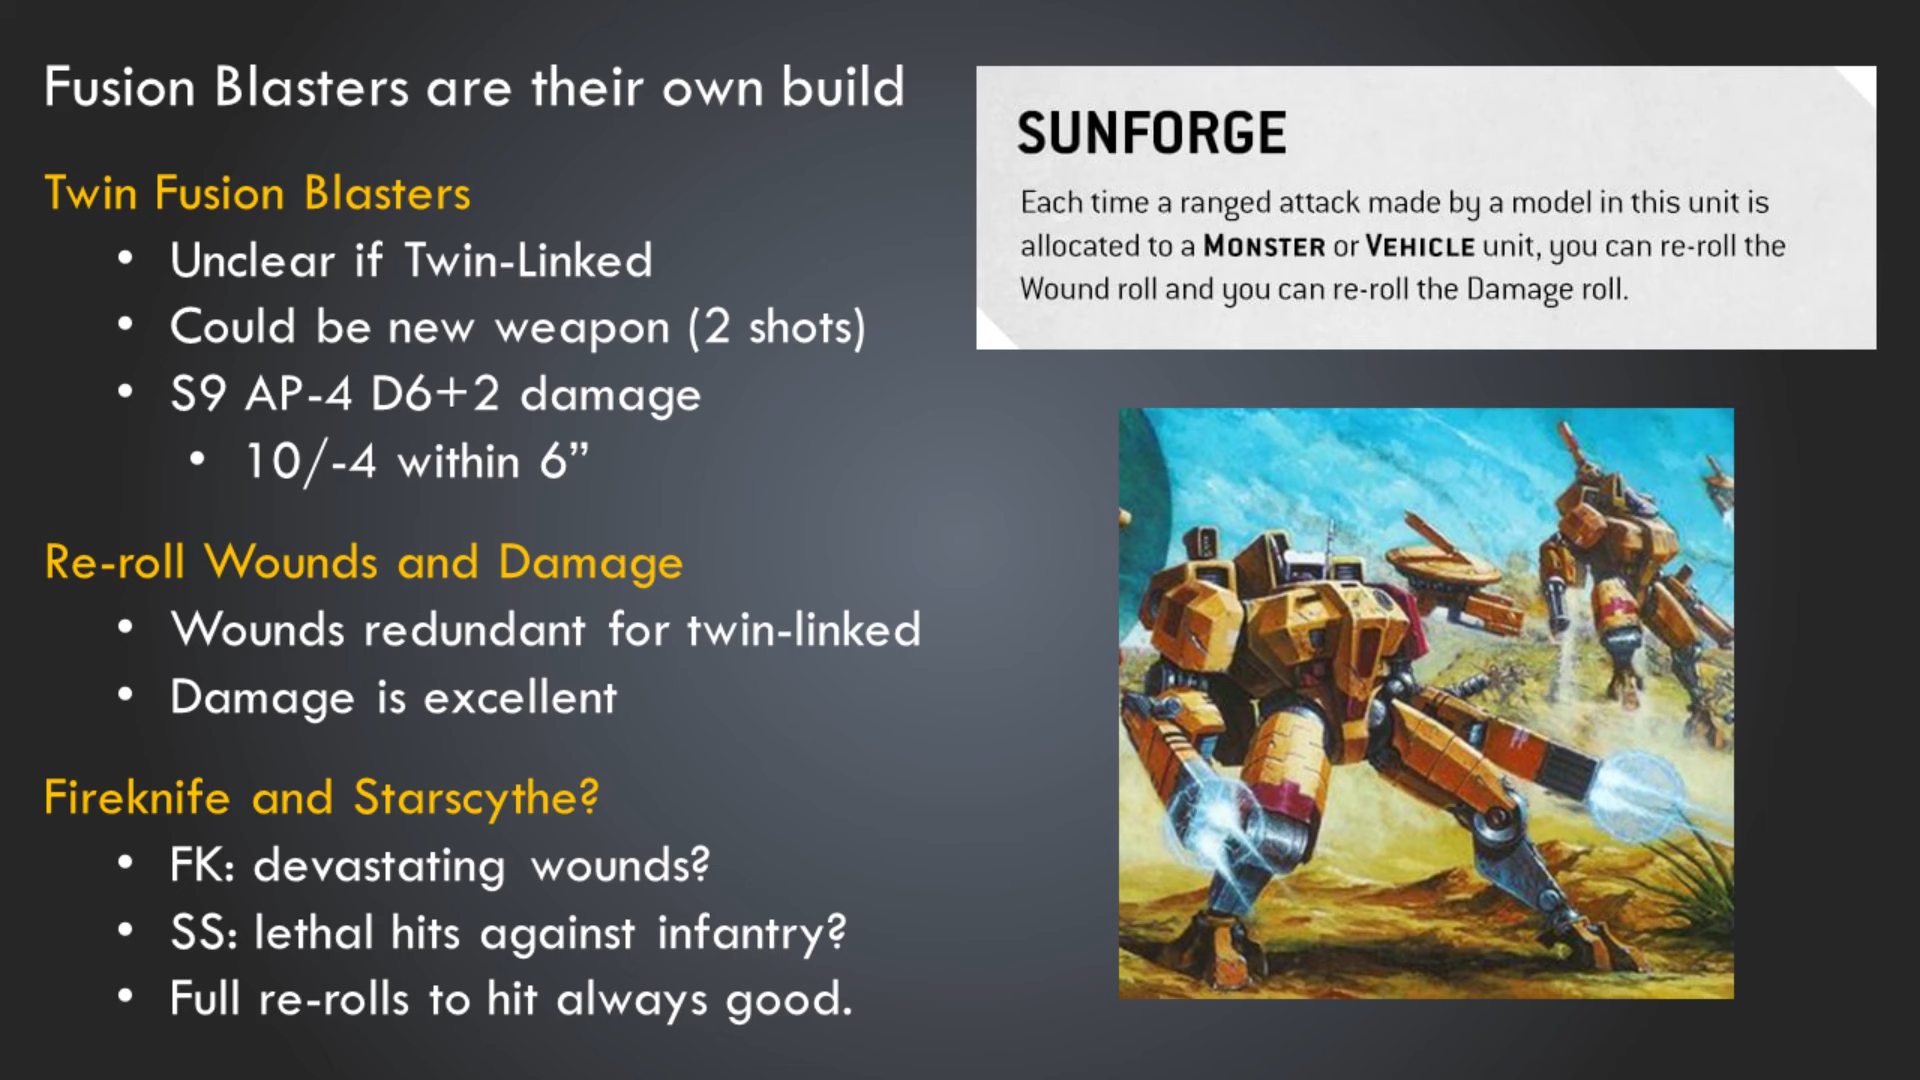 Fusion Blasters are their own build
Twin Fusion Blasters
• Unclear if Twin-Linked
• Could be new weapon (2 shots)
• S9 AP-4 D6+2 damage
• 10/-4 within 6”
Re-roll Wounds and Damage
• Wounds redundant for twin-linked
• Damage is excellent
Fireknife and Starscythe?
• FK: devastating wounds?
• SS: lethal hits against infantry?
• Full re-rolls to hit always good.
SUNFORGE
Each time a ranged attack made by a model in this unit is
allocated to a MONSTER or VEHICLE unit, you can re-roll the
Wound roll and you can re-roll the Damage roll.